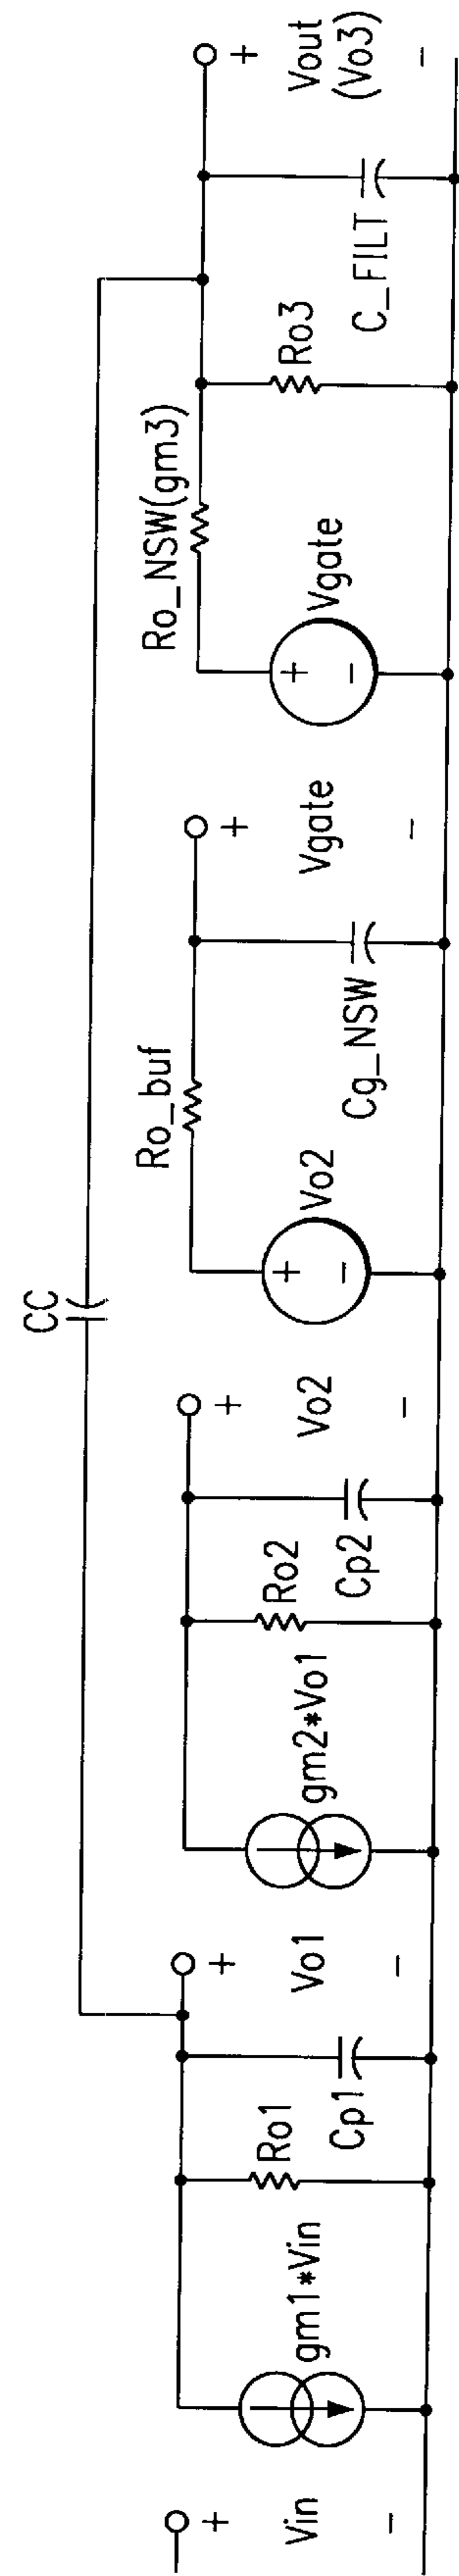 CC
Vin
+
-
gm1*Vin
Ro1
Cp1
Vo1
+
-
gm2*Vo1
Ro2
Cp2
Vo2
+
-
Vo2
+
-
Ro_buf
Cg_NSW
Vgate
+
-
Vgate
+
-
Ro_NSW(gm3)
Ro3
C_FILT
Vout
(Vo3)
+
-